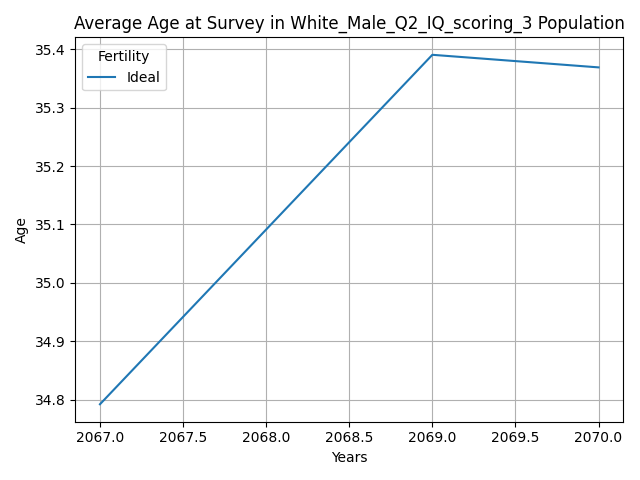 Average Age at Survey in White_Male_Q2_IQ_scoring_3 Population
Fertility
Ideal
35.4
35.3
35.2
35.1
35.0
34.9
34.8
Age
2067.0 2067.5 2068.0 2068.5 2069.0 2069.5 2070.0
Years